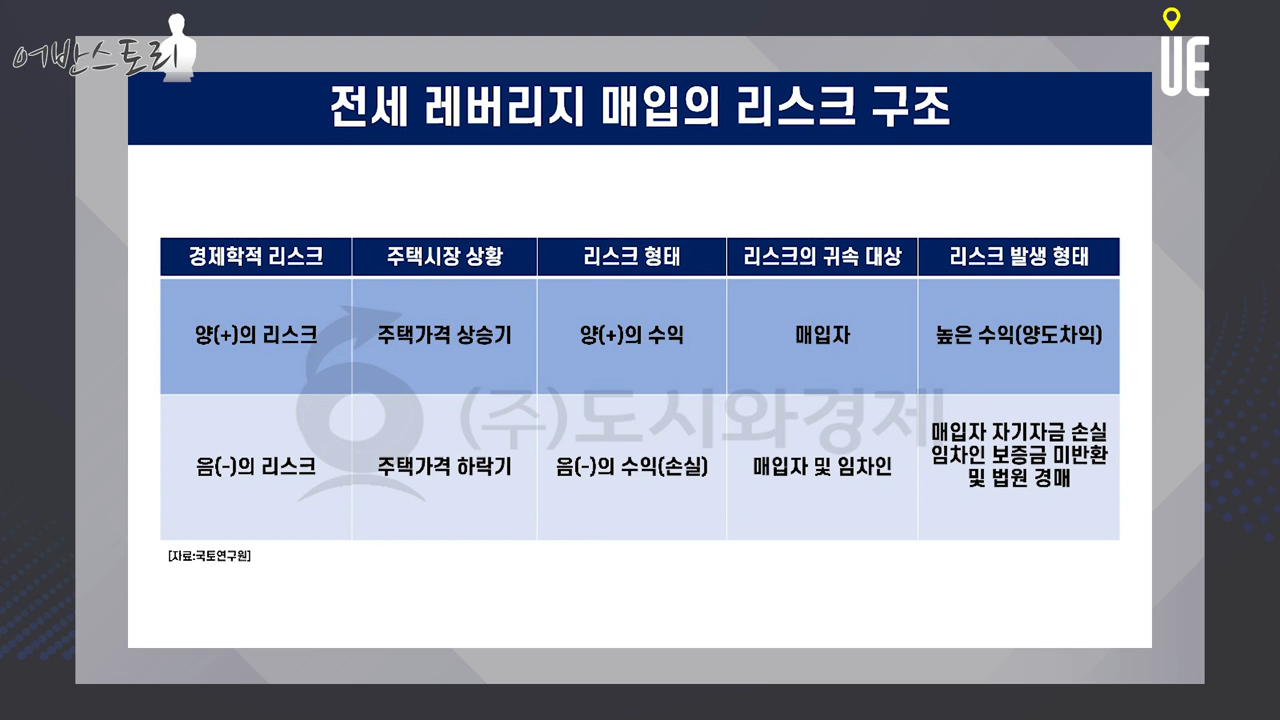 어반스토리
UE
전세 레버리지 매입의 리스크 구조
경제학적 리스크 주택시장 상황 리스크 형태 리스크의 귀속 대상 리스크 발생 형태
양(+)의 리스크 주택가격 상승기 양(+)의 수익 매입자 높은 수익(양도차익)
음(-)의 리스크 주택가격 하락기 음(-)의 수익(손실) 매입자 및 임차인 매입자 자기자금 손실
임차인 보증금 미반환
및 법원 경매
(주)도시와경제
[자료:국토연구원]